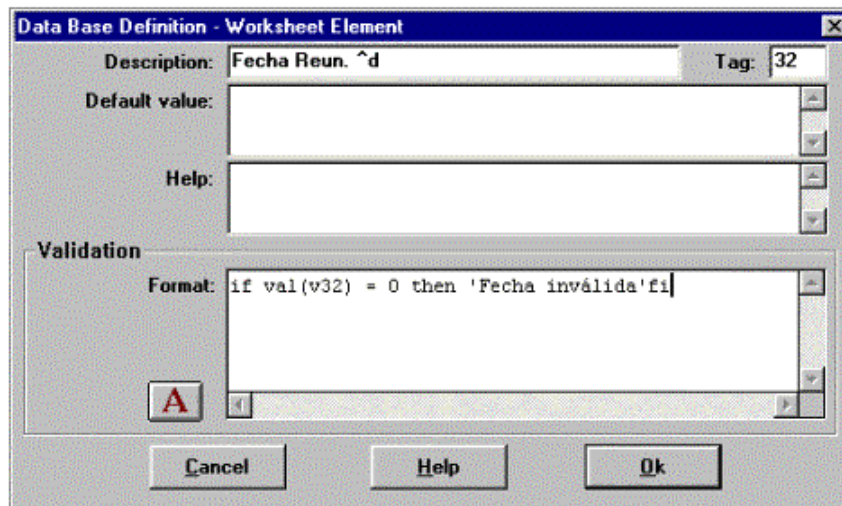 Data Base Definition - Worksheet Element
Description: Fecha Reun. ^d Tag: 32
Default value:
Help:
Validation
Format: if val(v32) = 0 then 'Fecha inválida'fi
A
Cancel Help Ok